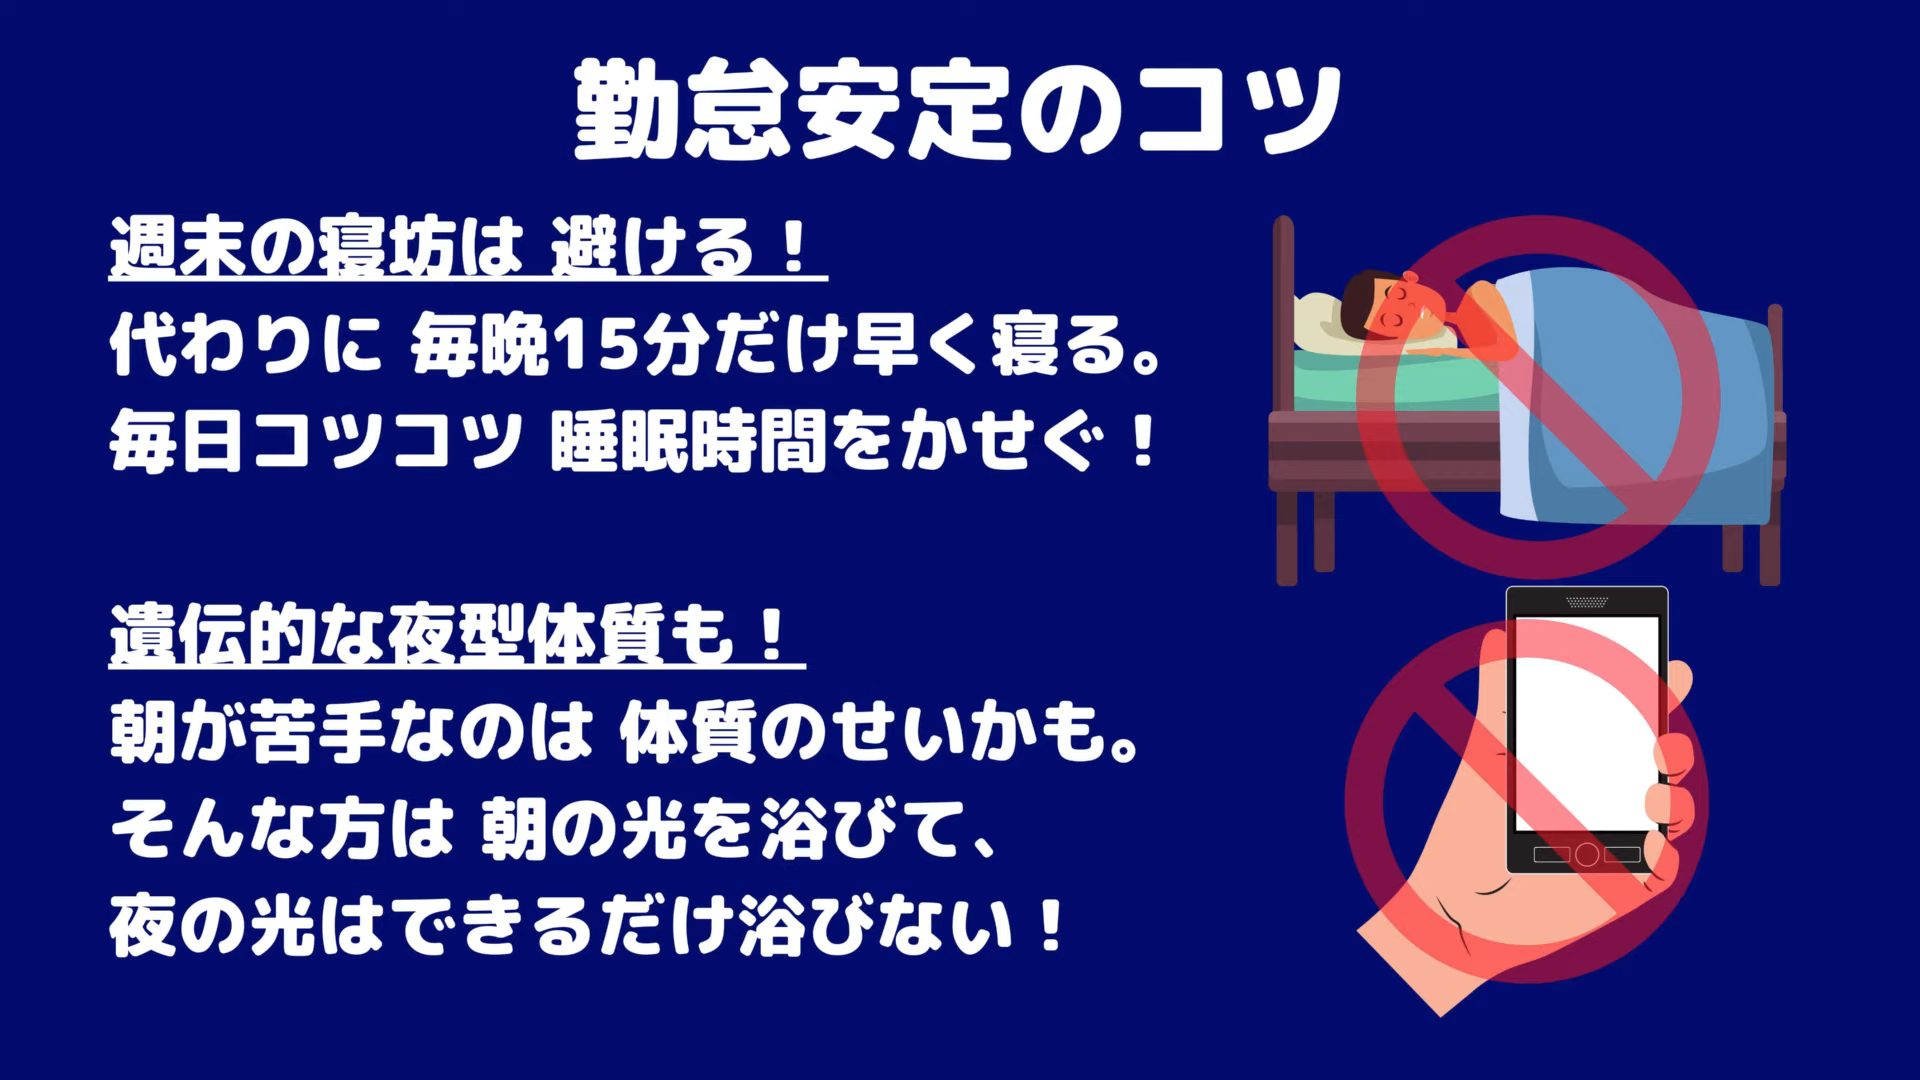 勤怠安定のコツ
週末の寝坊は 避ける！
代わりに 毎晩15分だけ早く寝る。
毎日コツコツ 睡眠時間をかせぐ！
遺伝的な夜型体質も！
朝が苦手なのは 体質のせいかも。
そんな方は 朝の光を浴びて、
夜の光はできるだけ浴びない！